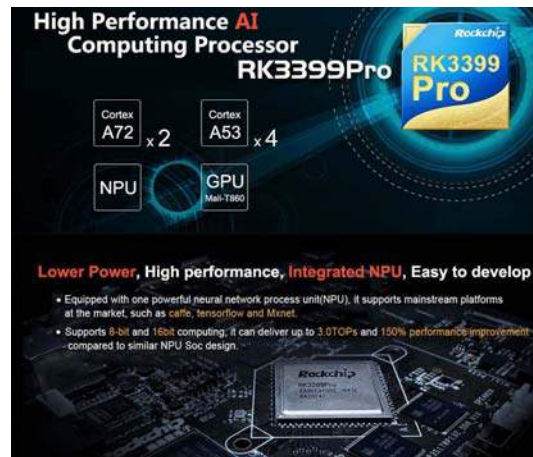 High Performance AI
Computing Processor
RK3399Pro
Rockchip
RK3399
Pro
Cortex
A72 x 2
Cortex
A53 x 4
NPU
GPU
Mali-T860
Lower Power, High performance, Integrated NPU, Easy to develop
• Equipped with one powerful neural network process unit(NPU), it supports mainstream platforms
at the market, such as caffe, tensorflow and Mxnet.
• Supports 8-bit and 16bit computing, it can deliver up to 3.0TOPs and 150% performance improvement
compared to similar NPU Soc design.
Rockchip
RK3399Pro